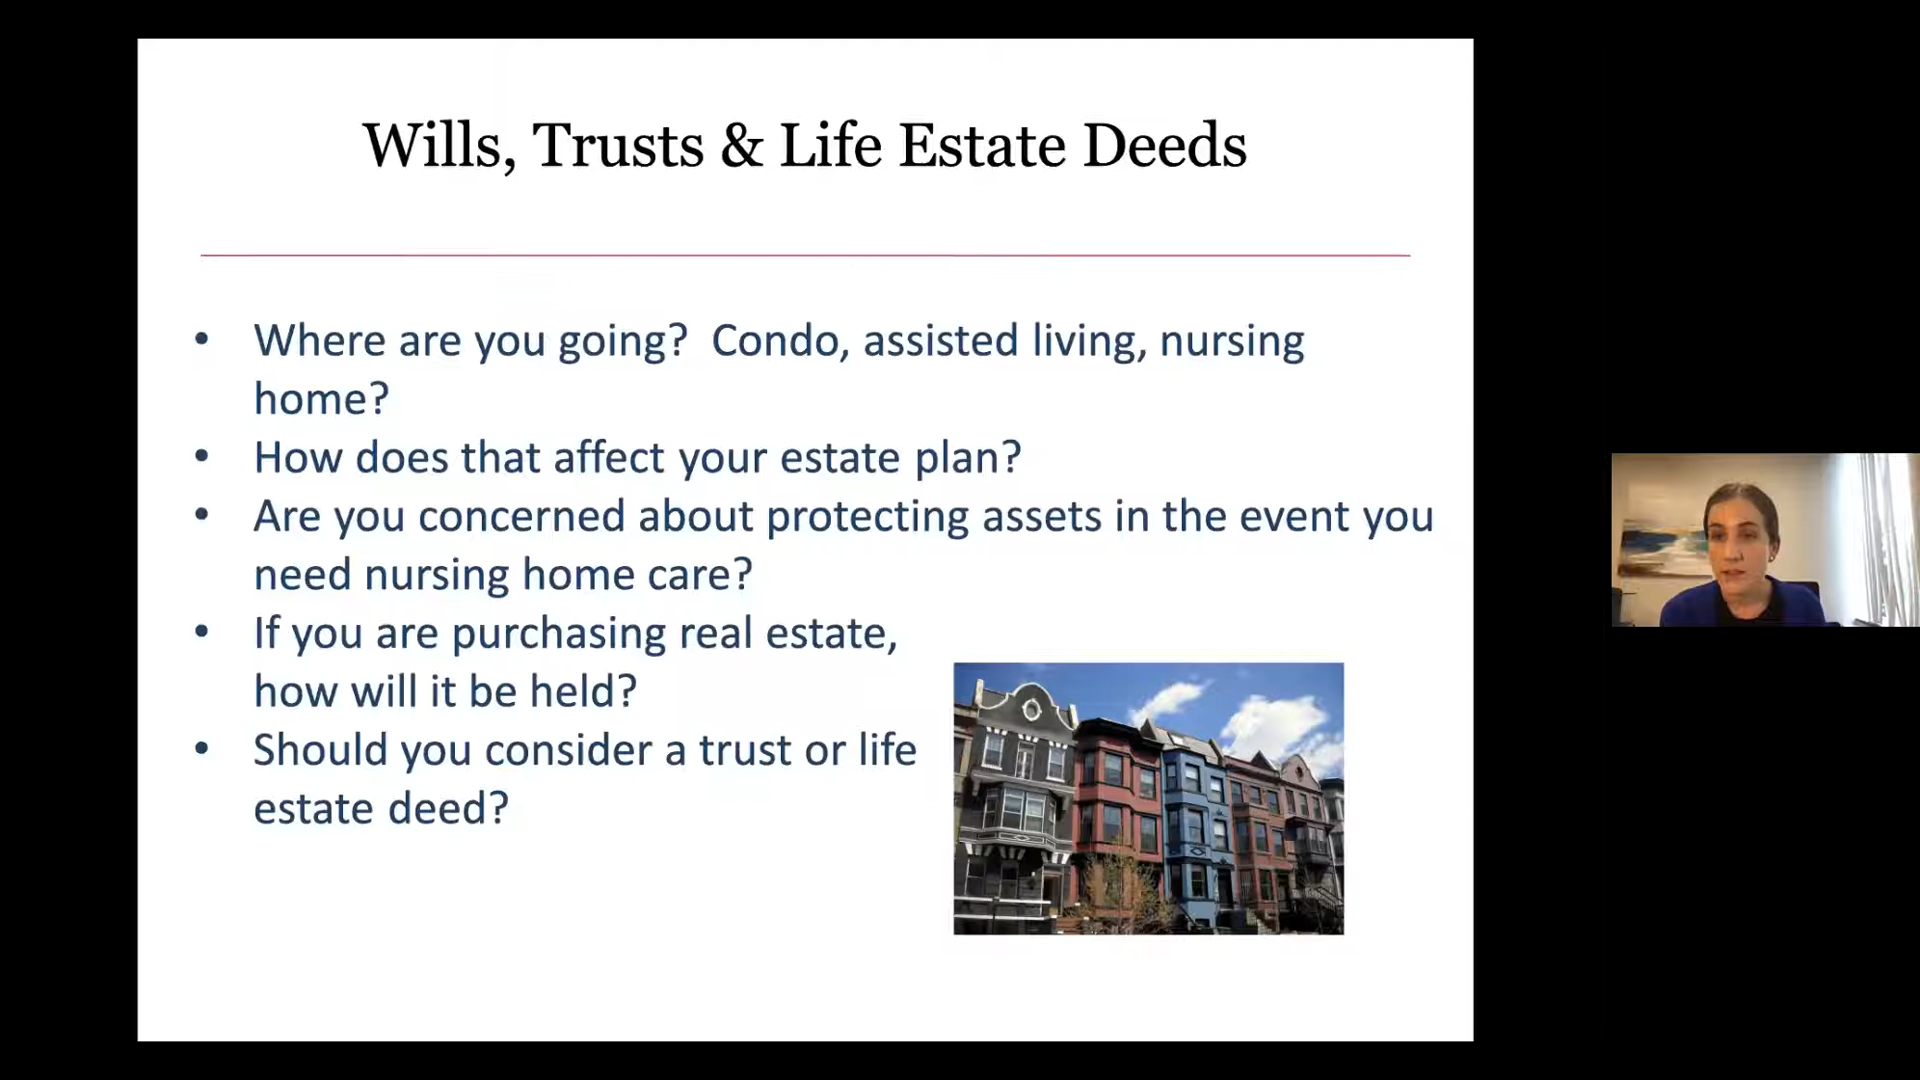 Wills, Trusts & Life Estate Deeds
• Where are you going?  Condo, assisted living, nursing
home?
• How does that affect your estate plan?
• Are you concerned about protecting assets in the event you
need nursing home care?
• If you are purchasing real estate,
how will it be held?
• Should you consider a trust or life
estate deed?